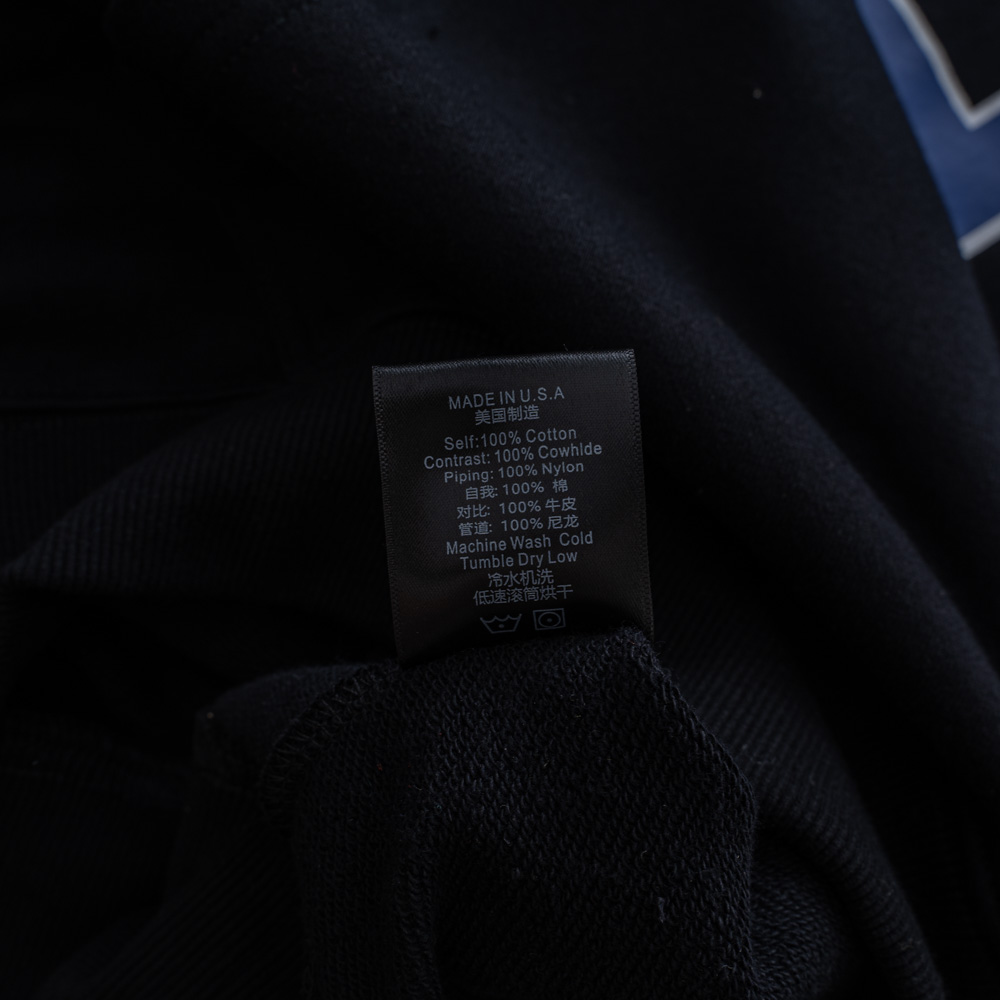 MADE IN U.S.A
美国制造
Self:100% Cotton
Contrast: 100% Cowhide
Piping: 100% Nylon
自我: 100% 棉
对比: 100% 牛皮
管道: 100% 尼龙
Machine Wash Cold
Tumble Dry Low
冷水机洗
低速滚筒烘干